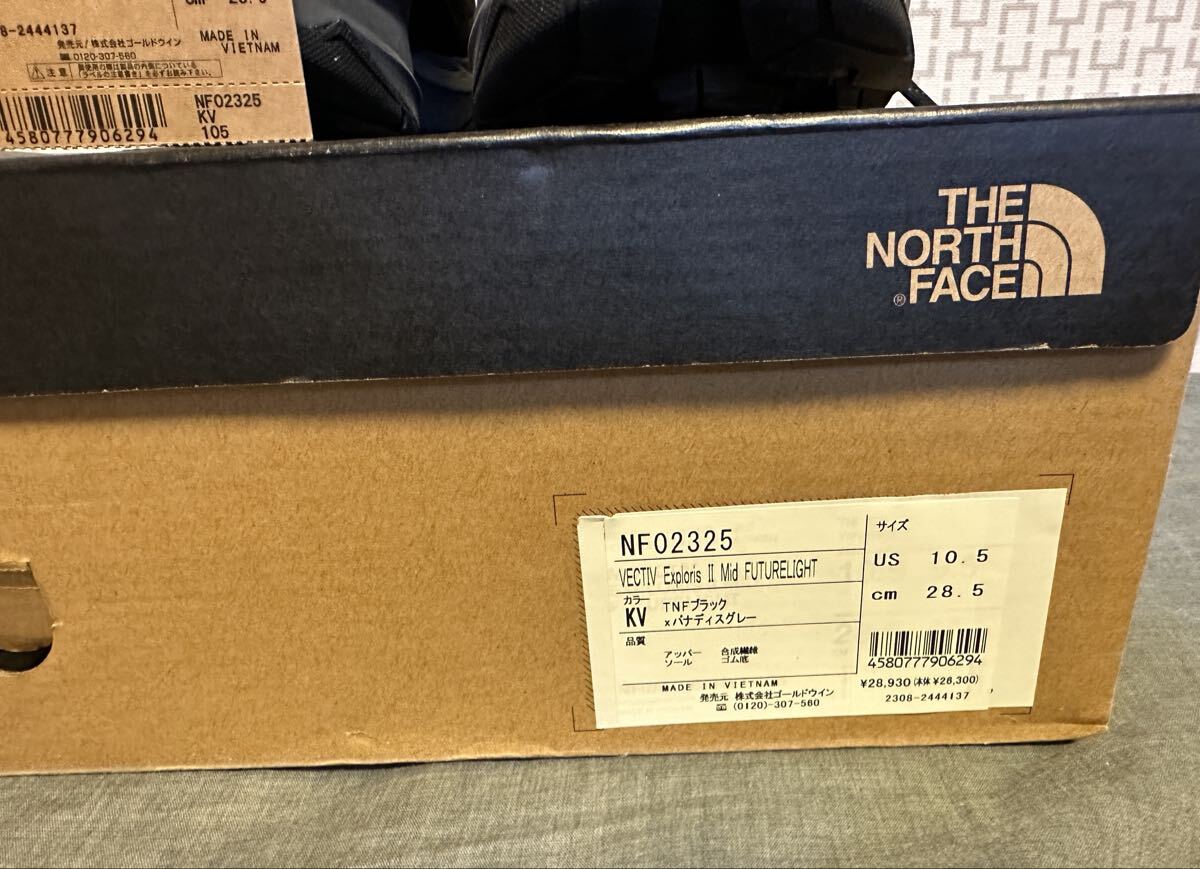 8-2444137
発売元/株式会社ゴールドウイン
0120-307-560
MADE IN
VIETNAM
注意
4580777906294
NF02325
KV
105
THE
NORTH
FACE
®
NF02325
VECTIV Exploris II Mid FUTURELIGHT
カラー
KV
TNFブラック
xバナディスグレー
品質
アッパー 合成繊維
ソール ゴム底
MADE IN VIETNAM
発売元 株式会社ゴールドウイン
(0120)-307-560
サイズ
US 10.5
cm 28.5
4580777906294
¥28,930(本体¥26,300)
2308-2444137